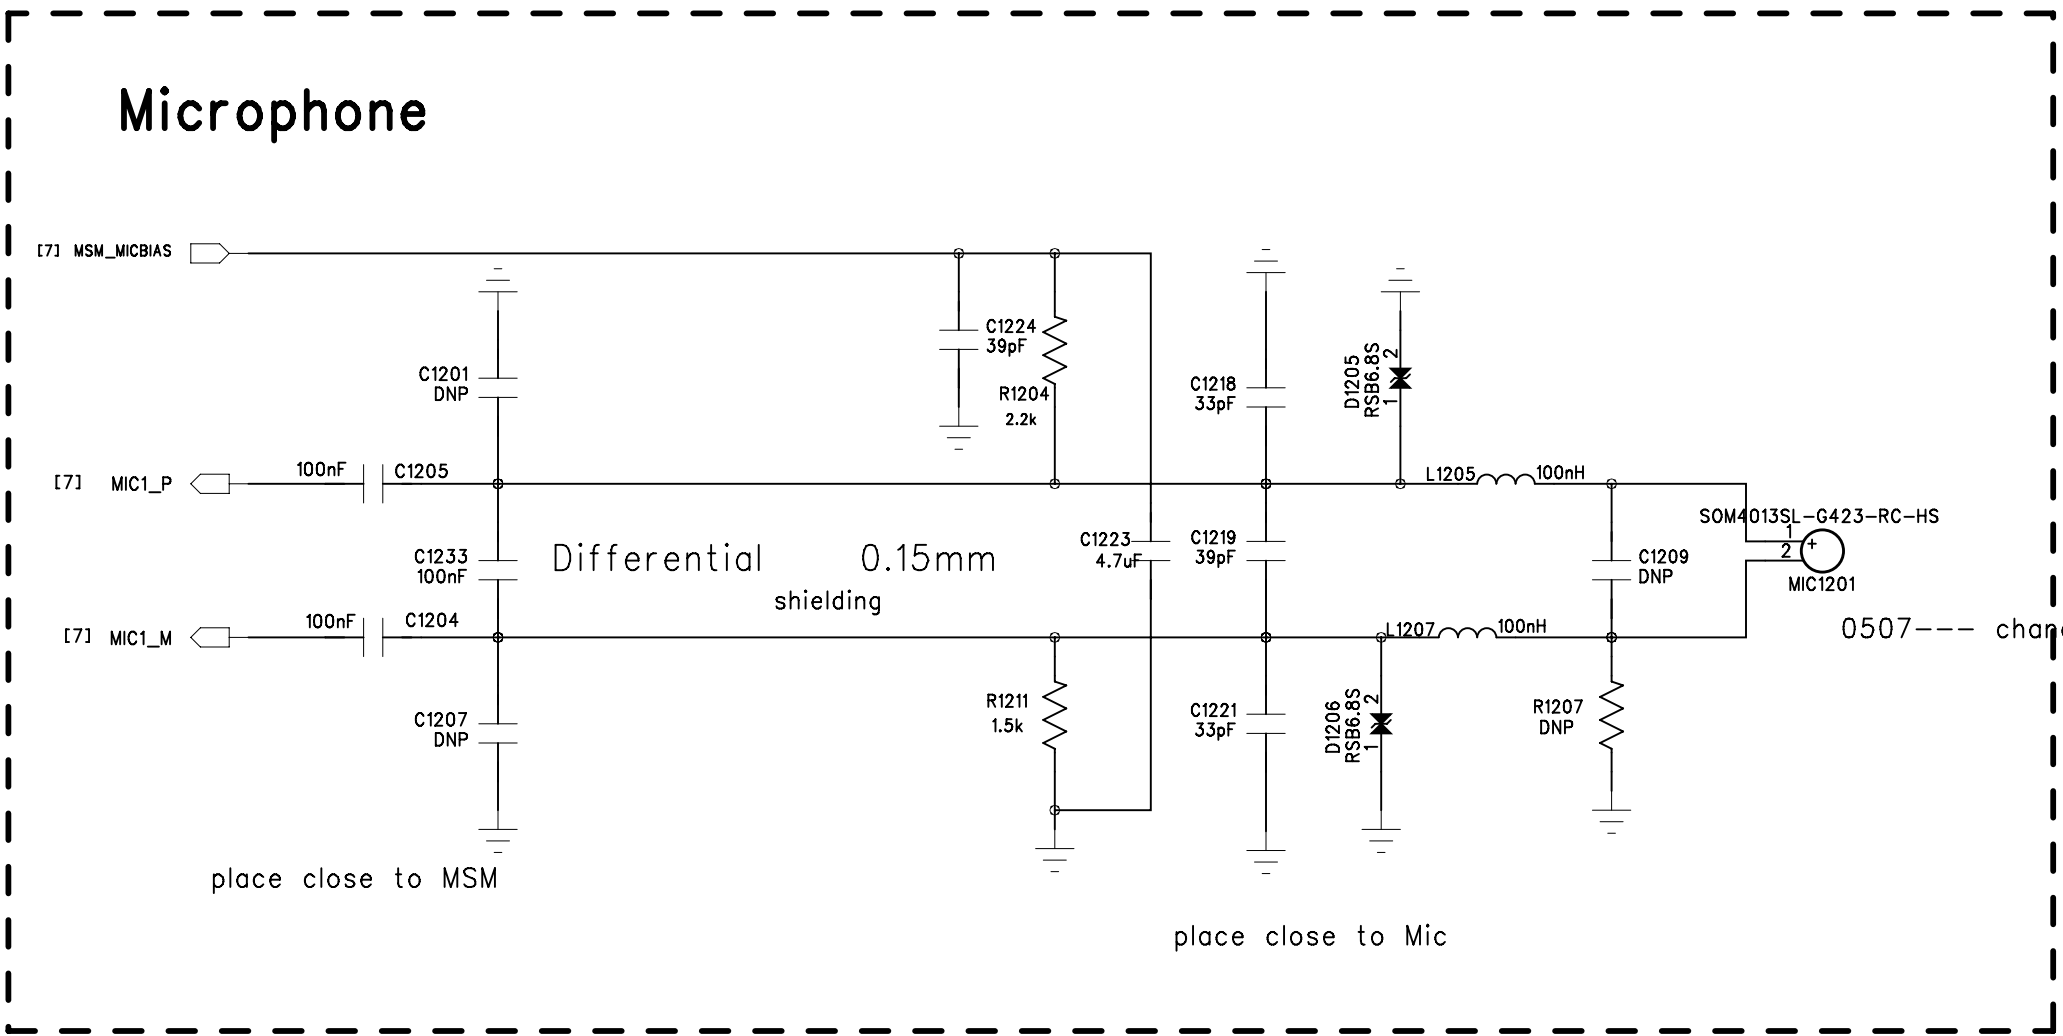 Microphone
[7] MSM_MICBIAS
C1224
39pF
R1204
2.2k
C1201
DNP
C1218
33pF
D1205
RSB6.8S
1 2
[7] MIC1_P
100nF
C1205
L1205
100nH
SOM4013SL-G423-RC-HS
1
2
+
MIC1201
C1233
100nF
Differential 0.15mm
shielding
C1223
4.7uF
C1219
39pF
C1209
DNP
[7] MIC1_M
100nF
C1204
L1207
100nH
0507---
R1211
1.5k
C1207
DNP
C1221
33pF
D1206
RSB6.8S
1 2
R1207
DNP
place close to MSM
place close to Mic